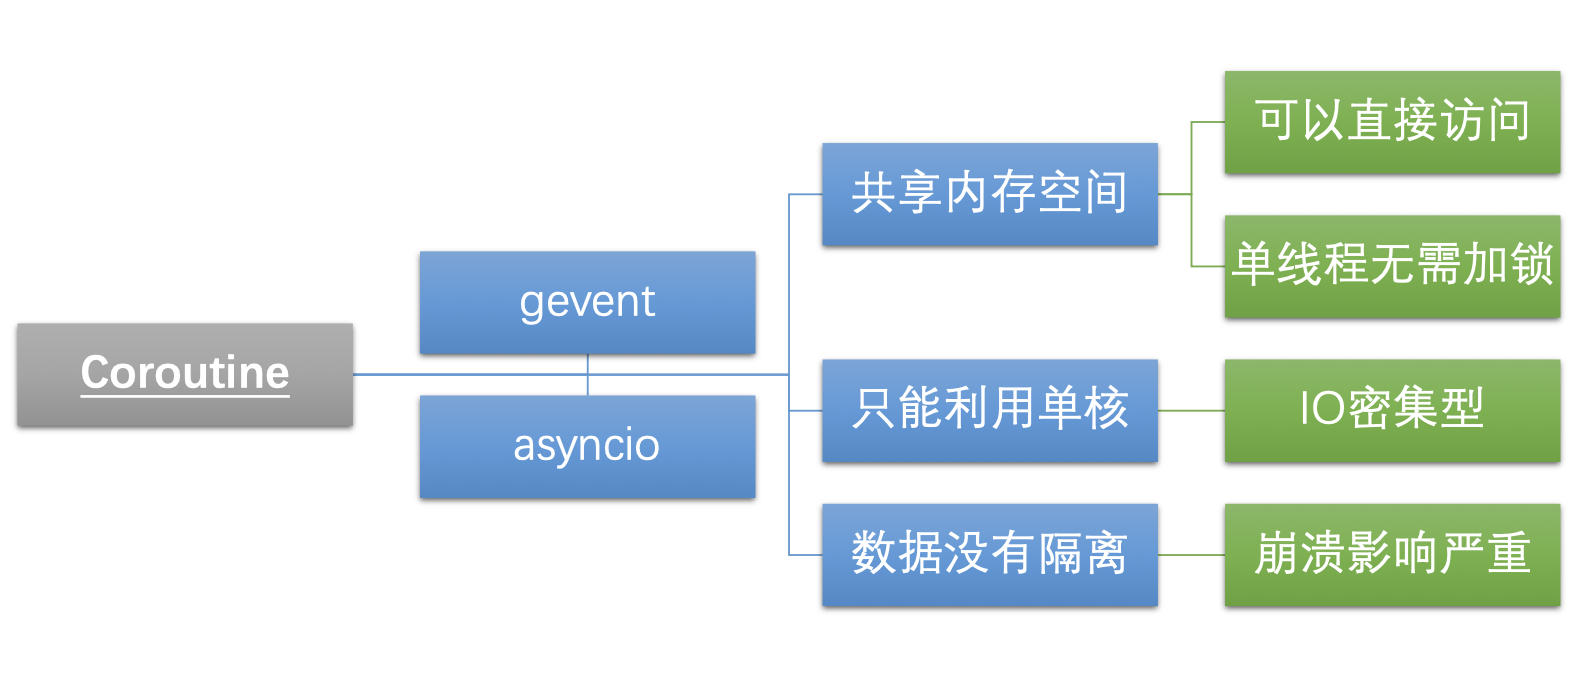 Coroutine
gevent
asyncio
共享内存空间
可以直接访问
单线程无需加锁
只能利用单核
IO密集型
数据没有隔离
崩溃影响严重